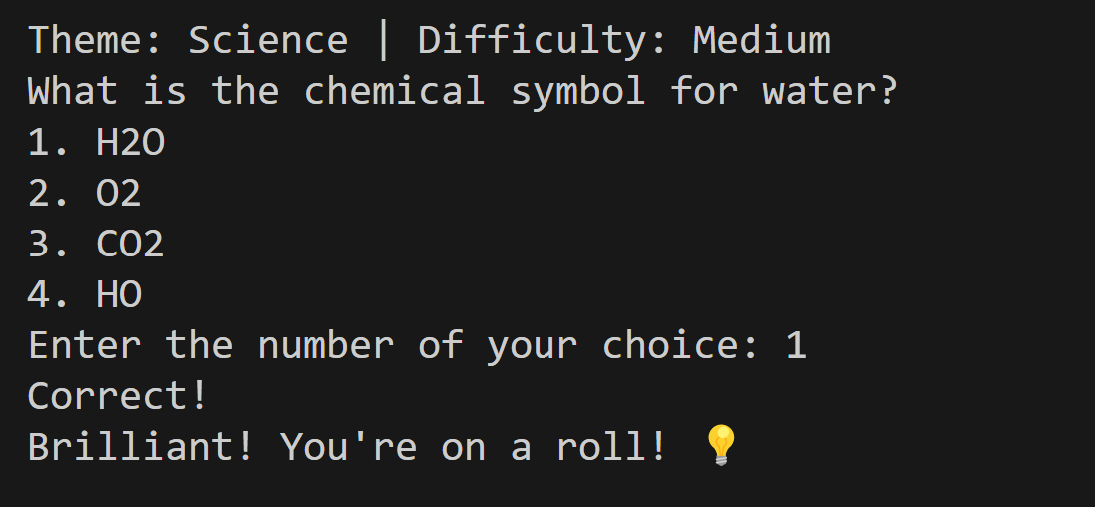 Theme: Science | Difficulty: Medium
What is the chemical symbol for water?
1. H2O
2. O2
3. CO2
4. HO
Enter the number of your choice: 1
Correct!
Brilliant! You're on a roll! 💡